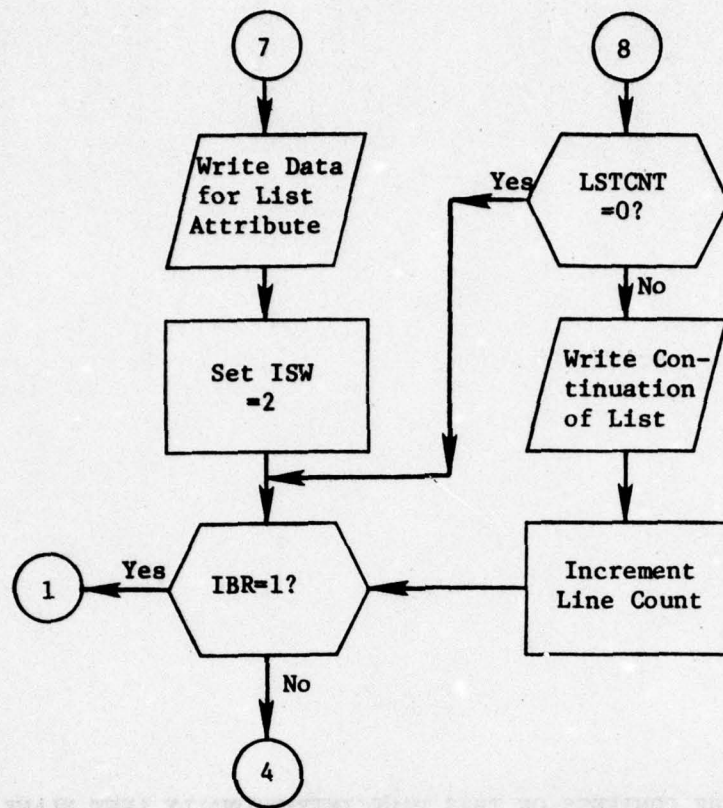 7
8
Write Data
for List
Attribute
Yes
LSTCNT
=0?
No
Set ISW
=2
Write Con-
tinuation
of List
Yes
1
IBR=1?
Increment
Line Count
No
4